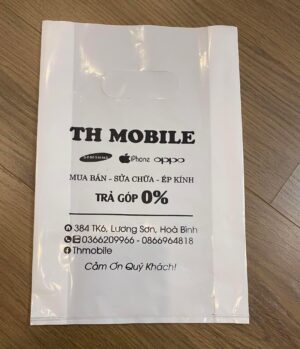 TH MOBILE
SAMSUNG iPhone oppo
MUA BÁN - SỬA CHỮA - ÉP KÍNH
TRẢ GÓP 0%
384 TK6, Lương Sơn, Hoà Bình
0366209966 - 0866964818
Thmobile
Cảm Ơn Quý Khách!